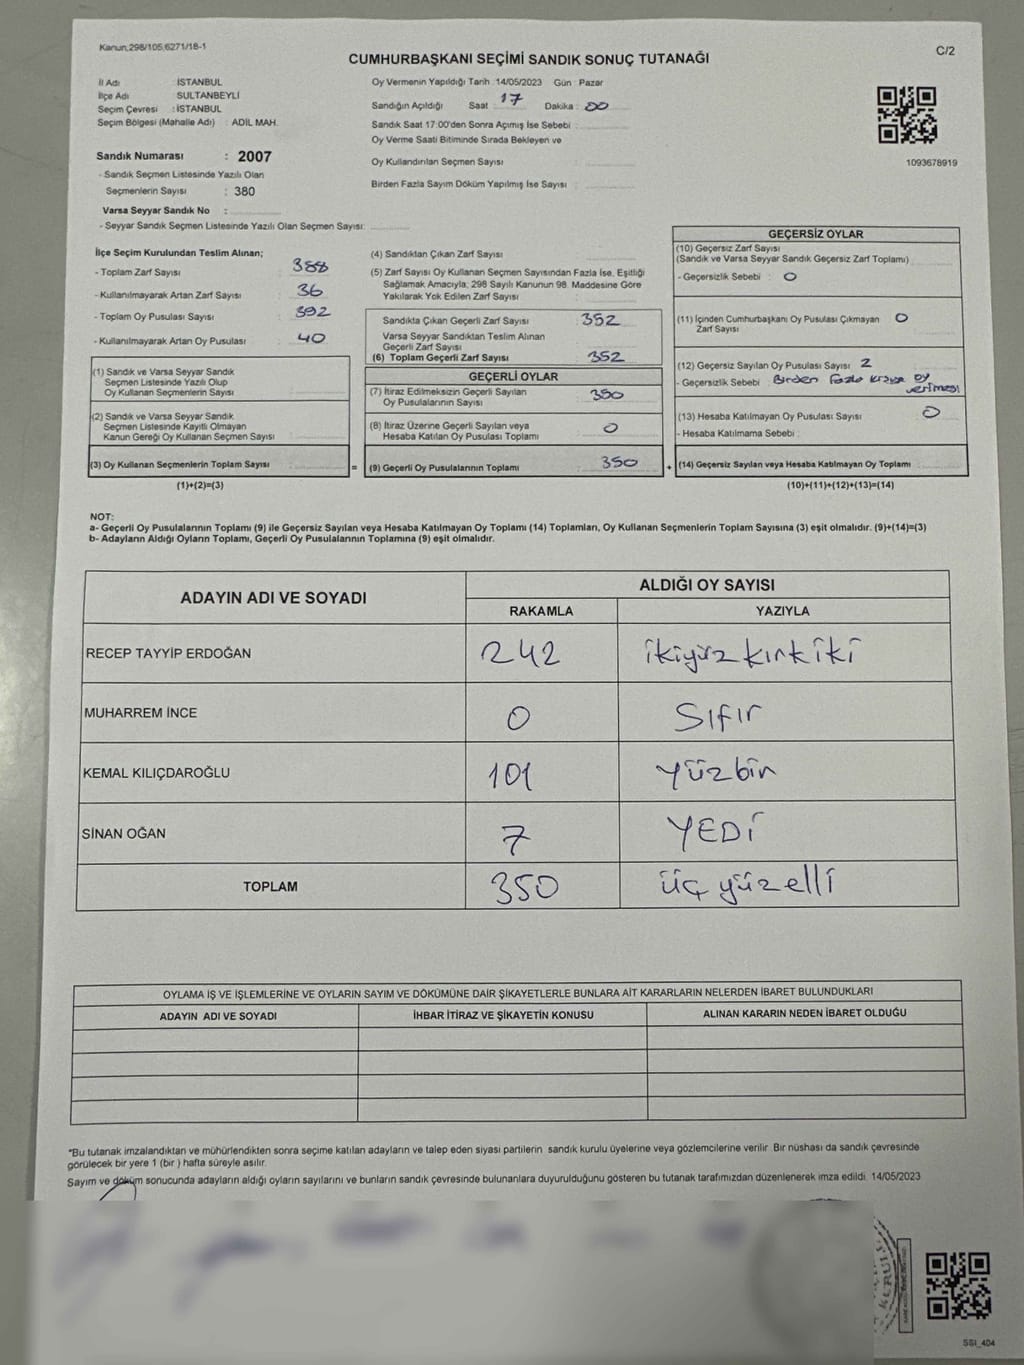 Kanun,298/105,6271/18-1
C/2
CUMHURBAŞKANI SEÇİMİ SANDIK SONUÇ TUTANAĞI
İl Adı : İSTANBUL
İlçe Adı : SULTANBEYLİ
Seçim Çevresi : İSTANBUL
Seçim Bölgesi (Mahalle Adı) : ADİL MAH.
Sandık Numarası : 2007
- Sandık Seçmen Listesinde Yazılı Olan
Seçmenlerin Sayısı : 380
Varsa Seyyar Sandık No :
- Seyyar Sandık Seçmen Listesinde Yazılı Olan Seçmen Sayısı:
Oy Vermenin Yapıldığı Tarih :14/05/2023 Gün : Pazar
Sandığın Açıldığı Saat : 17 Dakika : 00
Sandık Saat 17:00'den Sonra Açımış İse Sebebi :
Oy Verme Saati Bitiminde Sırada Bekleyen ve
Oy Kullandırılan Seçmen Sayısı :
Birden Fazla Sayım Döküm Yapılmış İse Sayısı :
1093678919
İlçe Seçim Kurulundan Teslim Alınan;
- Toplam Zarf Sayısı : 388
- Kullanılmayarak Artan Zarf Sayısı : 36
- Toplam Oy Pusulası Sayısı : 392
- Kullanılmayarak Artan Oy Pusulası : 40
(1) Sandık ve Varsa Seyyar Sandık
Seçmen Listesinde Yazılı Olup
Oy Kullanan Seçmenlerin Sayısı :
(2) Sandık ve Varsa Seyyar Sandık
Seçmen Listesinde Kayıtlı Olmayan
Kanun Gereği Oy Kullanan Seçmen Sayısı :
(3) Oy Kullanan Seçmenlerin Toplam Sayısı : =
(1)+(2)=(3)
(4) Sandıktan Çıkan Zarf Sayısı :
(5) Zarf Sayısı Oy Kullanan Seçmen Sayısından Fazla İse, Eşitliği
Sağlamak Amacıyla; 298 Sayılı Kanunun 98. Maddesine Göre
Yakılarak Yok Edilen Zarf Sayısı :
Sandıkta Çıkan Geçerli Zarf Sayısı : 352
Varsa Seyyar Sandıktan Teslim Alınan
Geçerli Zarf Sayısı :
(6) Toplam Geçerli Zarf Sayısı : 352
GEÇERLİ OYLAR
(7) İtiraz Edilmeksizin Geçerli Sayılan
Oy Pusulalarının Sayısı : 350
(8) İtiraz Üzerine Geçerli Sayılan veya
Hesaba Katılan Oy Pusulası Toplamı : 0
(9) Geçerli Oy Pusulalarının Toplamı : 350 +
GEÇERSİZ OYLAR
(10) Geçersiz Zarf Sayısı
(Sandık ve Varsa Seyyar Sandık Geçersiz Zarf Toplamı)
- Geçersizlik Sebebi : 0
(11) İçinden Cumhurbaşkanı Oy Pusulası Çıkmayan 0
Zarf Sayısı
(12) Geçersiz Sayılan Oy Pusulası Sayısı : 2
- Geçersizlik Sebebi : Birden fazla kişiye oy
verilmesi
(13) Hesaba Katılmayan Oy Pusulası Sayısı : 0
- Hesaba Katılmama Sebebi :
(14) Geçersiz Sayılan veya Hesaba Katılmayan Oy Toplamı :
(10)+(11)+(12)+(13)=(14)
NOT:
a- Geçerli Oy Pusulalarının Toplamı (9) ile Geçersiz Sayılan veya Hesaba Katılmayan Oy Toplamı (14) Toplamları, Oy Kullanan Seçmenlerin Toplam Sayısına (3) eşit olmalıdır. (9)+(14)=(3)
b- Adayların Aldığı Oyların Toplamı, Geçerli Oy Pusulalarının Toplamına (9) eşit olmalıdır.
ADAYIN ADI VE SOYADI ALDIĞI OY SAYISI
RAKAMLA YAZIYLA
RECEP TAYYİP ERDOĞAN 242 ikiyüz kırk iki
MUHARREM İNCE 0 Sıfır
KEMAL KILIÇDAROĞLU 101 yüzbir
SİNAN OĞAN 7 YEDİ
TOPLAM 350 üç yüz elli
OYLAMA İŞ VE İŞLEMLERİNE VE OYLARIN SAYIM VE DÖKÜMÜNE DAİR ŞİKAYETLERLE BUNLARA AİT KARARLARIN NELERDEN İBARET BULUNDUKLARI
ADAYIN ADI VE SOYADI İHBAR İTİRAZ VE ŞİKAYETİN KONUSU ALINAN KARARIN NEDEN İBARET OLDUĞU
*Bu tutanak imzalandıktan ve mühürlendikten sonra seçime katılan adayların ve talep eden siyasi partilerin sandık kurulu üyelerine veya gözlemcilerine verilir. Bir nüshası da sandık çevresinde
görülecek bir yere 1 (bir ) hafta süreyle asılır.
Sayım ve döküm sonucunda adayların aldığı oyların sayılarını ve bunların sandık çevresinde bulunanlara duyurulduğunu gösteren bu tutanak tarafımızdan düzenlenerek imza edildi. 14/05/2023
KURULU
SSI_404